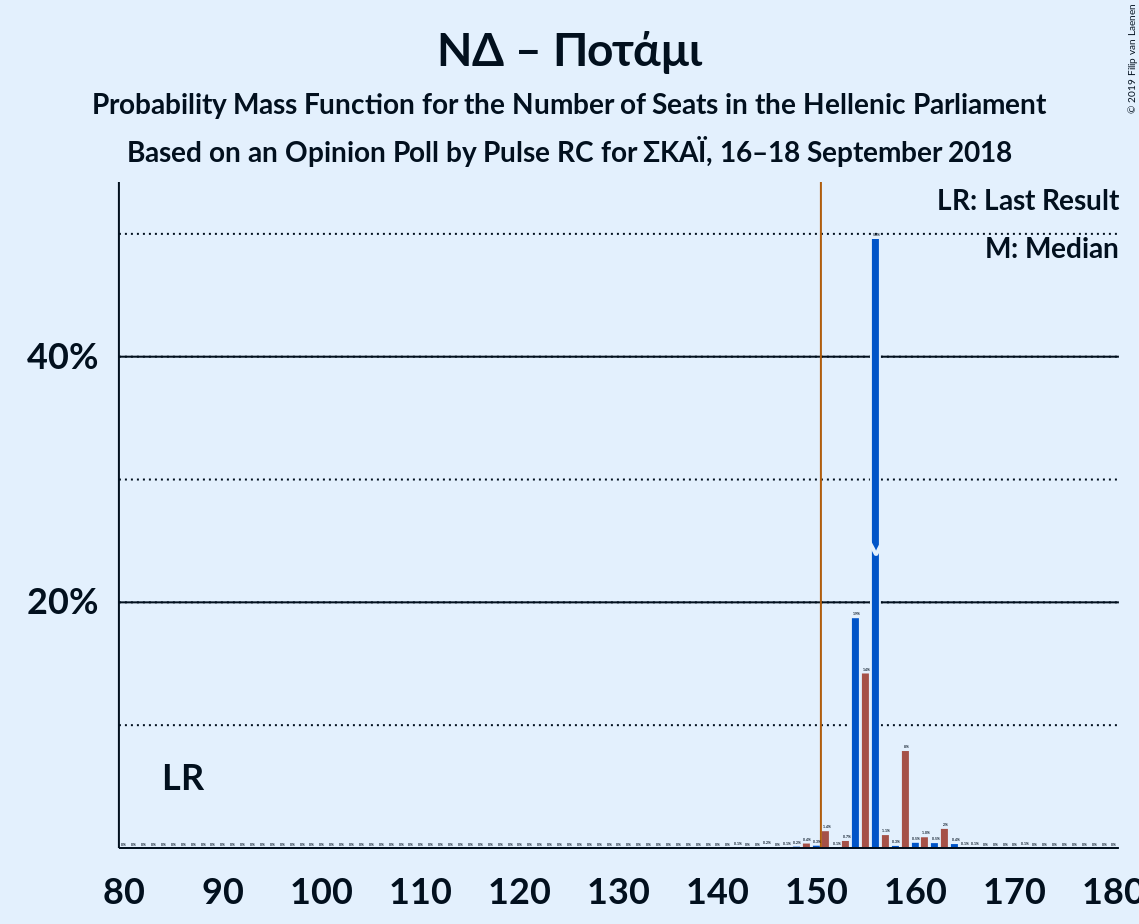 ΝΔ – Ποτάμι
Probability Mass Function for the Number of Seats in the Hellenic Parliament
Based on an Opinion Poll by Pulse RC for ΣΚΑΪ, 16–18 September 2018
© 2019 Filip van Laenen
LR: Last Result
M: Median
40%
20%
LR
80 90 100 110 120 130 140 150 160 170 180